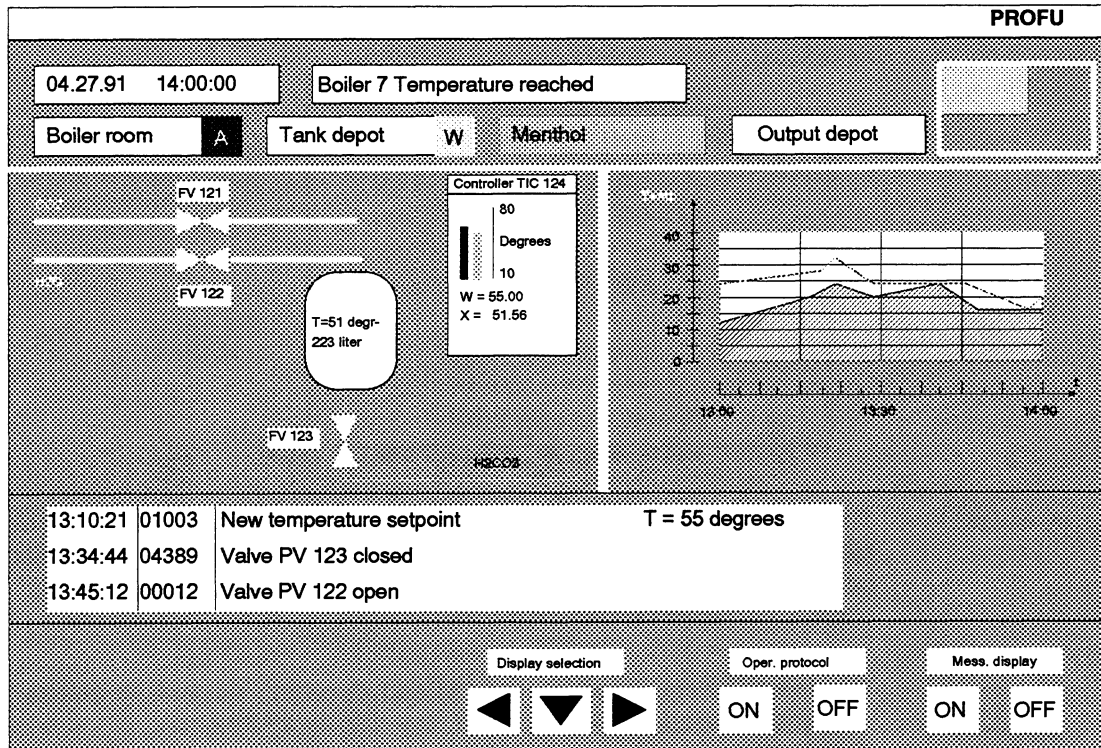 PROFU
04.27.91 14:00:00
Boiler 7 Temperature reached
Boiler room A
Tank depot W
Menthol
Output depot
FV 121
FV 122
T=51 degr-
223 liter
FV 123
H2CO3
Controller TIC 124
80
Degrees
10
W = 55.00
X = 51.56
Temp.
40
30
20
10
0
t
13:00 13:30 14:00
13:10:21 01003 New temperature setpoint T = 55 degrees
13:34:44 04389 Valve PV 123 closed
13:45:12 00012 Valve PV 122 open
Display selection
Oper. protocol
Mess. display
ON OFF
ON OFF